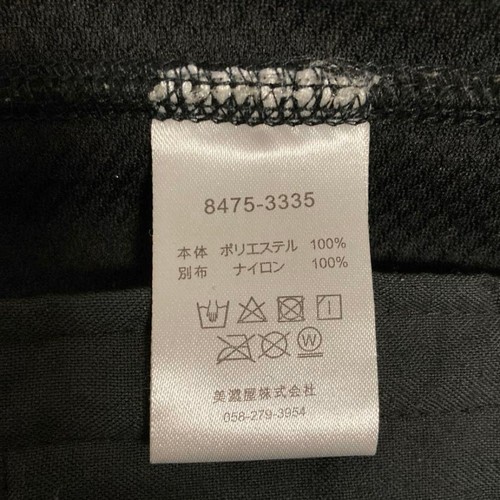 8475-3335
本体 ポリエステル 100%
別布 ナイロン 100%
W
美濃屋株式会社
058-279-3954